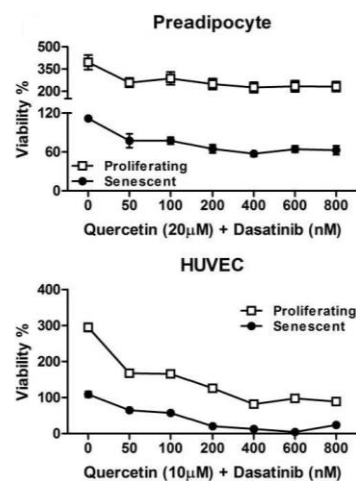 Preadipocyte
Viability %
500
350
200
120
60
0
Proliferating
Senescent
0 50 100 200 400 600 800
Quercetin (20μM) + Dasatinib (nM)
HUVEC
Viability %
400
300
200
100
0
Proliferating
Senescent
0 50 100 200 400 600 800
Quercetin (10μM) + Dasatinib (nM)